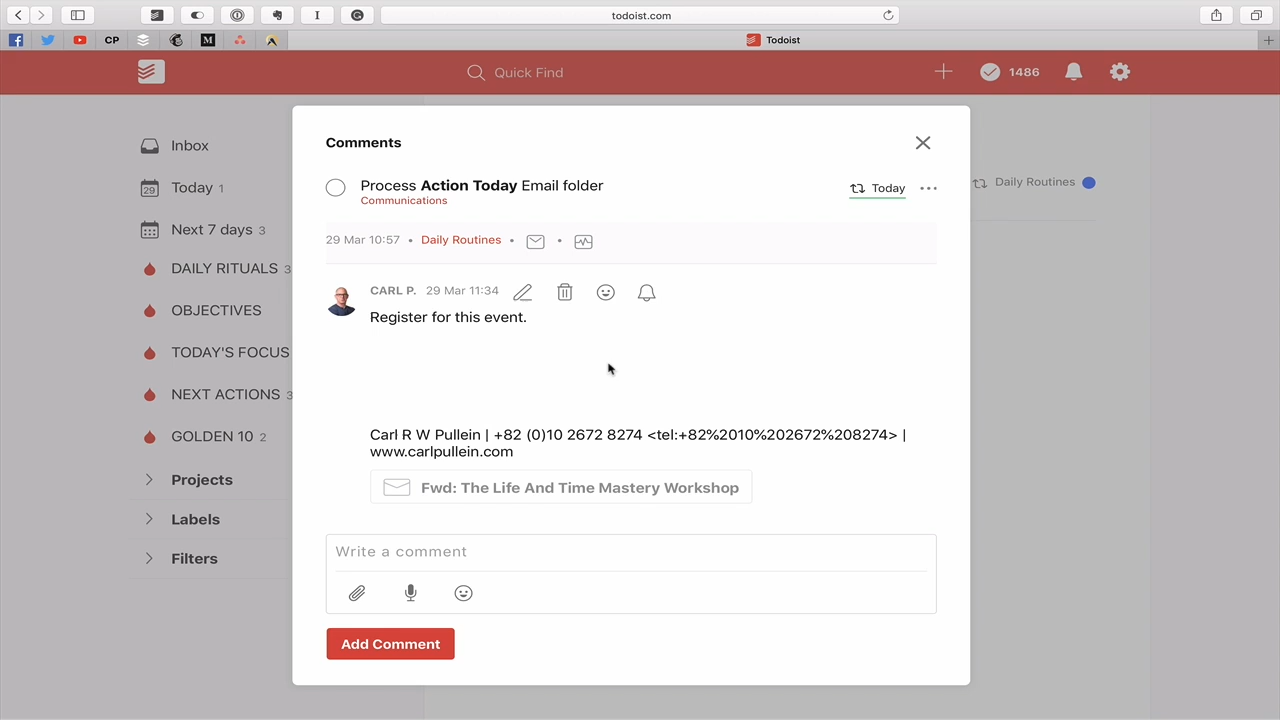 todoist.com
CP
M
Todoist
Quick Find
1486
Inbox
29
Today 1
Next 7 days 3
DAILY RITUALS 3
OBJECTIVES
TODAY'S FOCUS
NEXT ACTIONS 3
GOLDEN 10 2
Projects
Labels
Filters
Daily Routines
Comments
Process Action Today Email folder
Communications
Today
29 Mar 10:57 • Daily Routines • •
CARL P. 29 Mar 11:34
Register for this event.
Carl R W Pullein | +82 (0)10 2672 8274 <tel:+82%2010%202672%208274> |
www.carlpullein.com
Fwd: The Life And Time Mastery Workshop
Write a comment
Add Comment